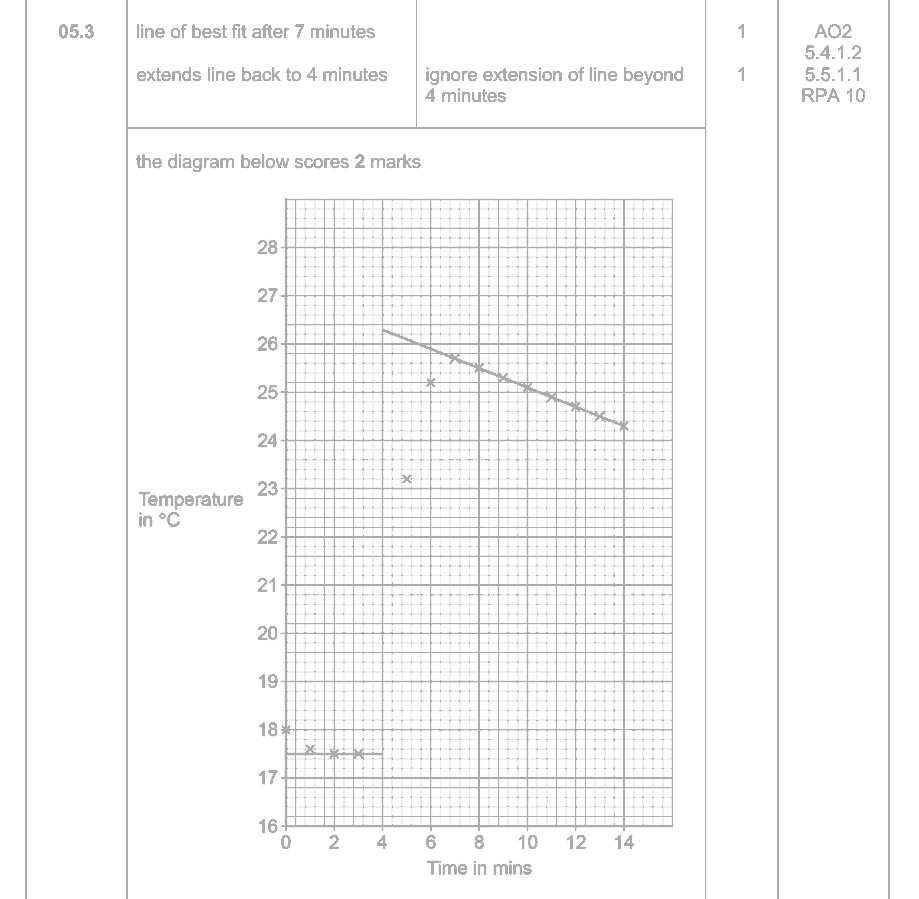 05.3
line of best fit after 7 minutes
1
AO2
5.4.1.2
extends line back to 4 minutes
ignore extension of line beyond
4 minutes
1
5.5.1.1
RPA 10
the diagram below scores 2 marks
28
27
26
25
24
23
22
21
20
19
18
17
16
Temperature
in °C
0 2 4 6 8 10 12 14
Time in mins